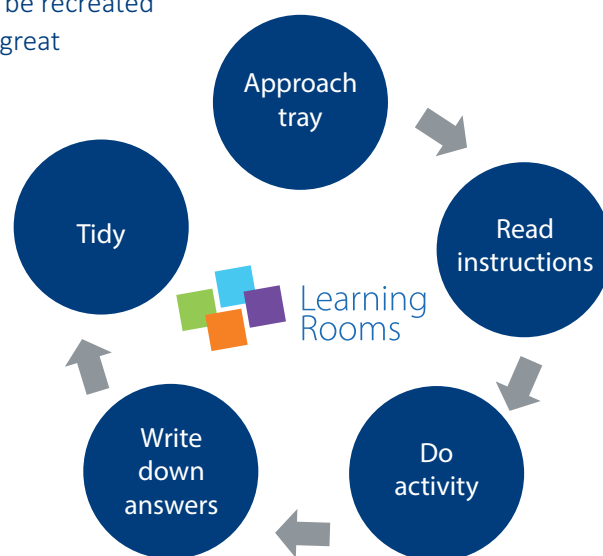 be recreated
great
Approach
tray
Read
instructions
Do
activity
Write
down
answers
Tidy
Learning
Rooms